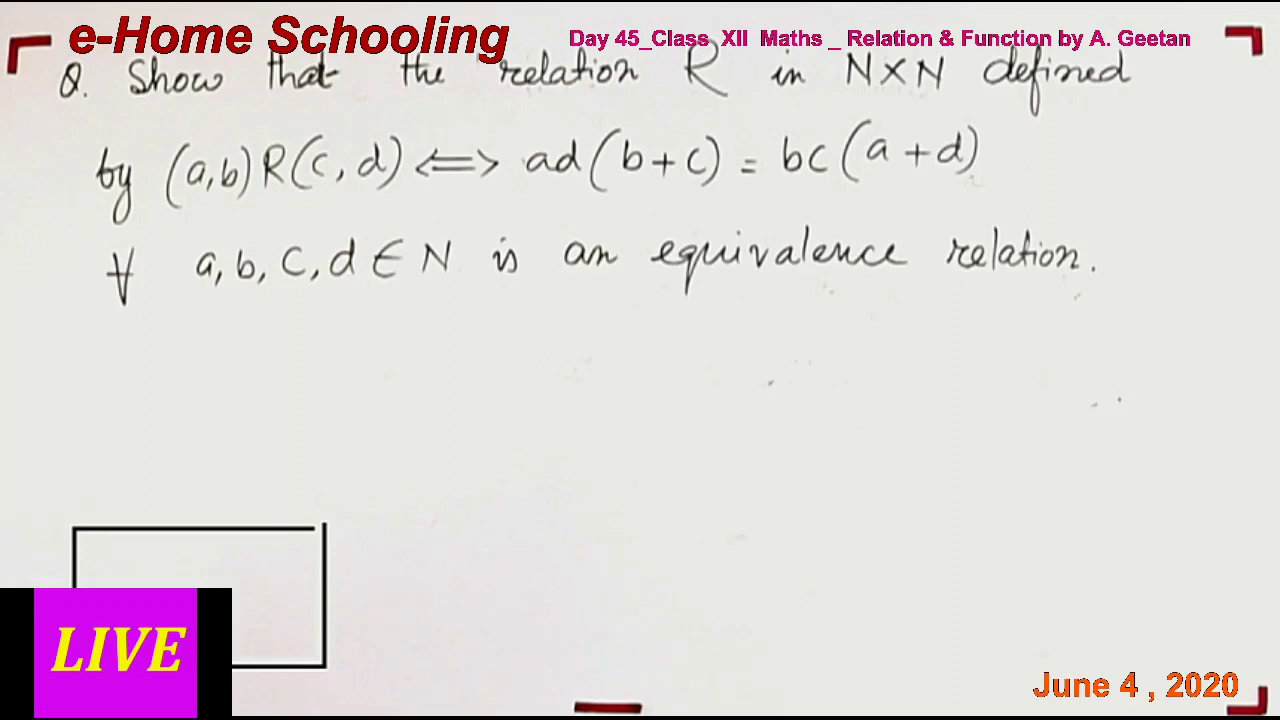 e-Home Schooling
Day 45_Class XII Maths _ Relation & Function by A. Geetan
Q. Show that the relation R in N×N defined
by (a,b)R(c,d) ⟺ ad(b+c) = bc(a+d)
∀ a,b,c,d ∈ N is an equivalence relation.
LIVE
June 4 , 2020